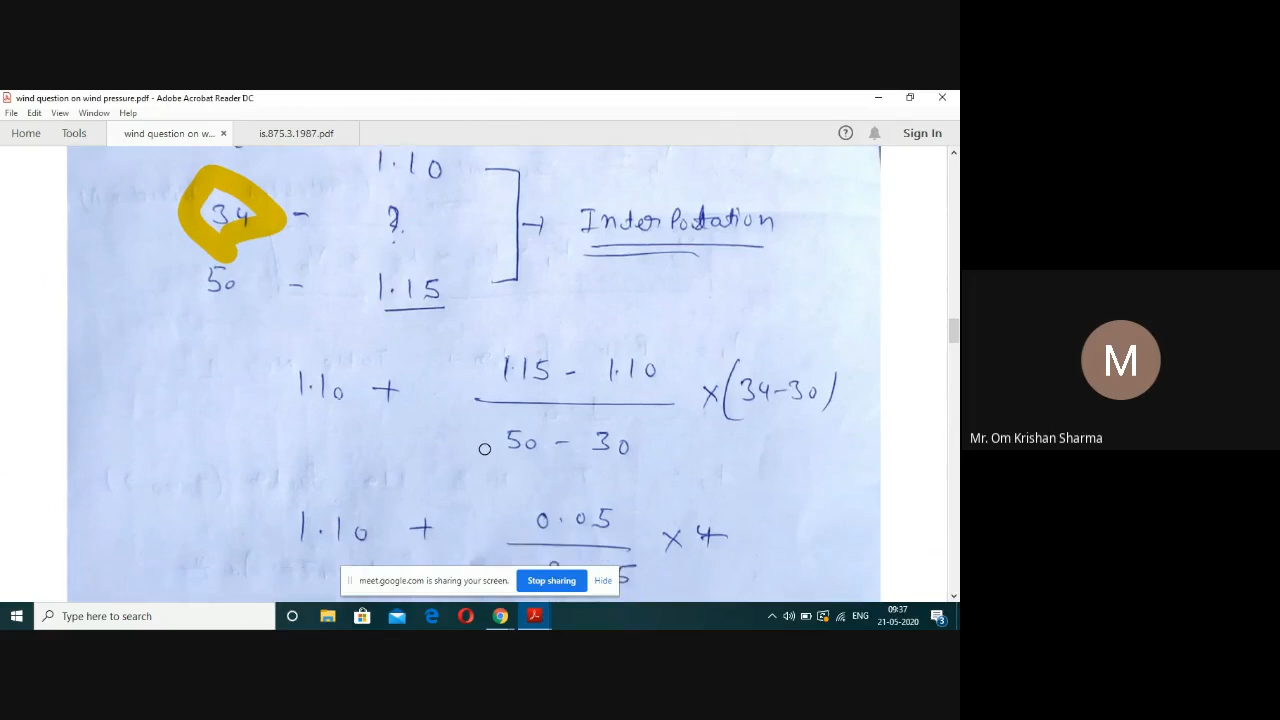 wind question on wind pressure.pdf - Adobe Acrobat Reader DC
File Edit View Window Help
Home Tools wind question on w... × is.875.3.1987.pdf ? Sign In
1.10
34 - ?
50 - 1.15
→ Interpotation
1.10 + 1.15 - 1.10 × (34-30)
50 - 30
1.10 + 0.05 × 4
M
Mr. Om Krishan Sharma
meet.google.com is sharing your screen. Stop sharing Hide
Type here to search
ENG
09:37
21-05-2020
3